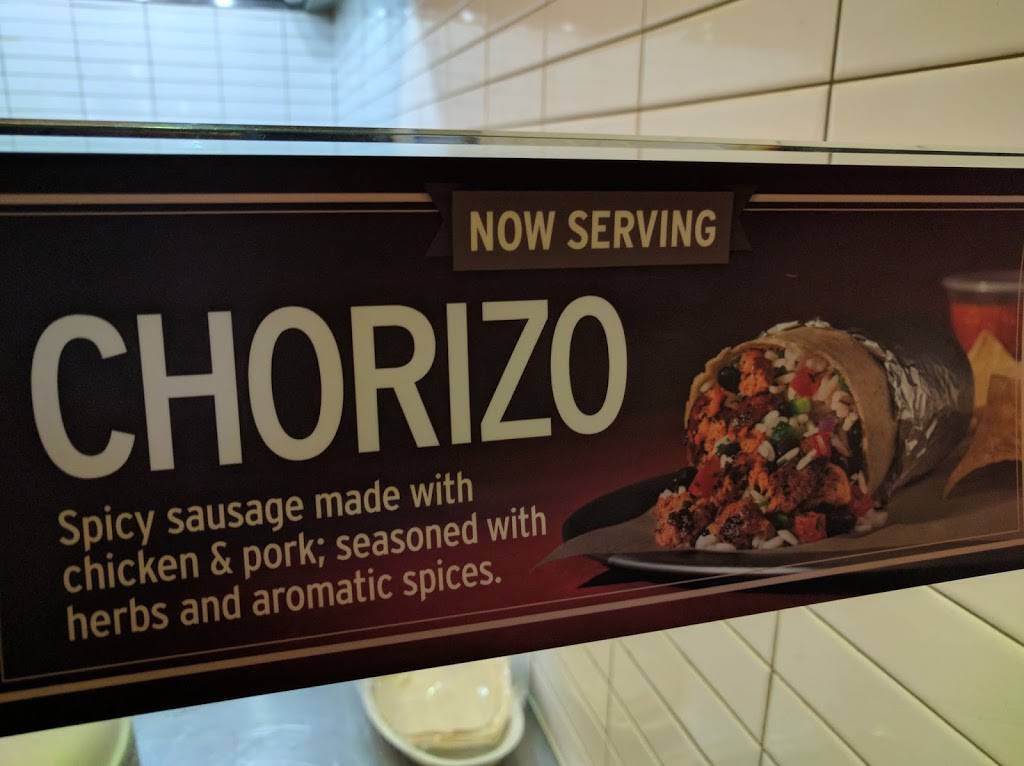 NOW SERVING
CHORIZO
Spicy sausage made with
chicken & pork; seasoned with
herbs and aromatic spices.